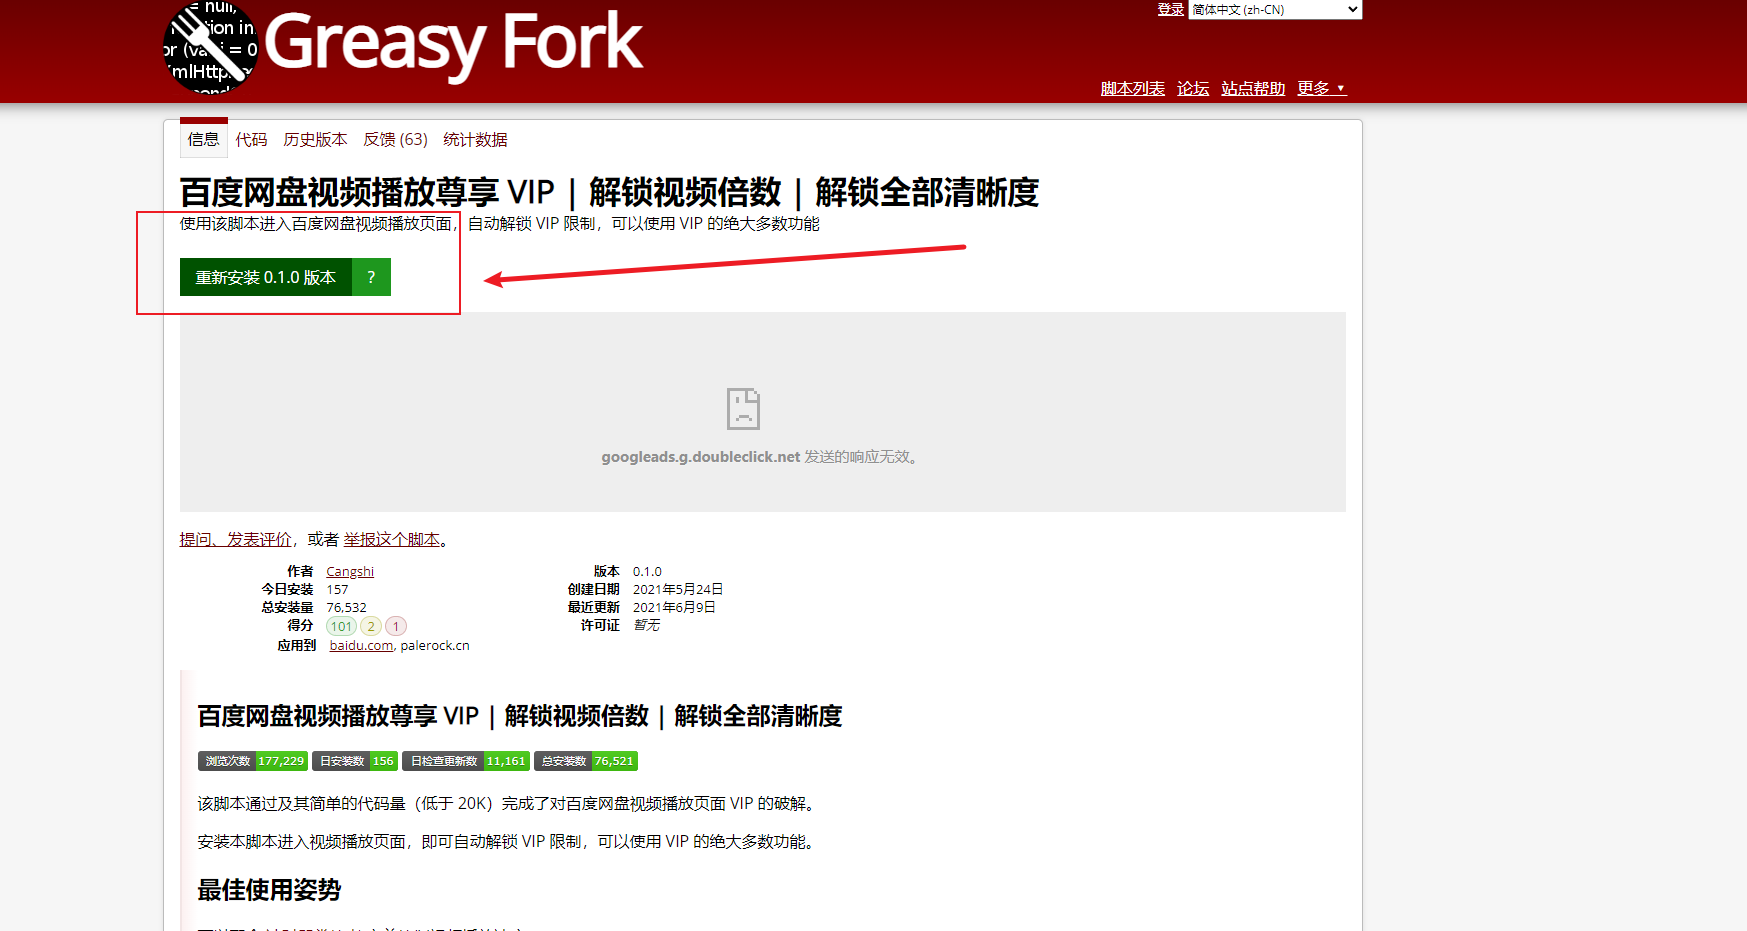 = null,
ion in
or (va i = 0
mlHttp
Greasy Fork
登录 简体中文 (zh-CN)
脚本列表 论坛 站点帮助 更多 ▼
信息 代码 历史版本 反馈 (63) 统计数据
百度网盘视频播放尊享 VIP | 解锁视频倍数 | 解锁全部清晰度
使用该脚本进入百度网盘视频播放页面，自动解锁 VIP 限制，可以使用 VIP 的绝大多数功能
重新安装 0.1.0 版本 ?
googleads.g.doubleclick.net 发送的响应无效。
提问、发表评价，或者 举报这个脚本。
作者 Cangshi 版本 0.1.0
今日安装 157 创建日期 2021年5月24日
总安装量 76,532 最近更新 2021年6月9日
得分 101 2 1 许可证 暂无
应用到 baidu.com, palerock.cn
百度网盘视频播放尊享 VIP | 解锁视频倍数 | 解锁全部清晰度
浏览次数 177,229 日安装数 156 日检查更新数 11,161 总安装数 76,521
该脚本通过及其简单的代码量（低于 20K）完成了对百度网盘视频播放页面 VIP 的破解。
安装本脚本进入视频播放页面，即可自动解锁 VIP 限制，可以使用 VIP 的绝大多数功能。
最佳使用姿势